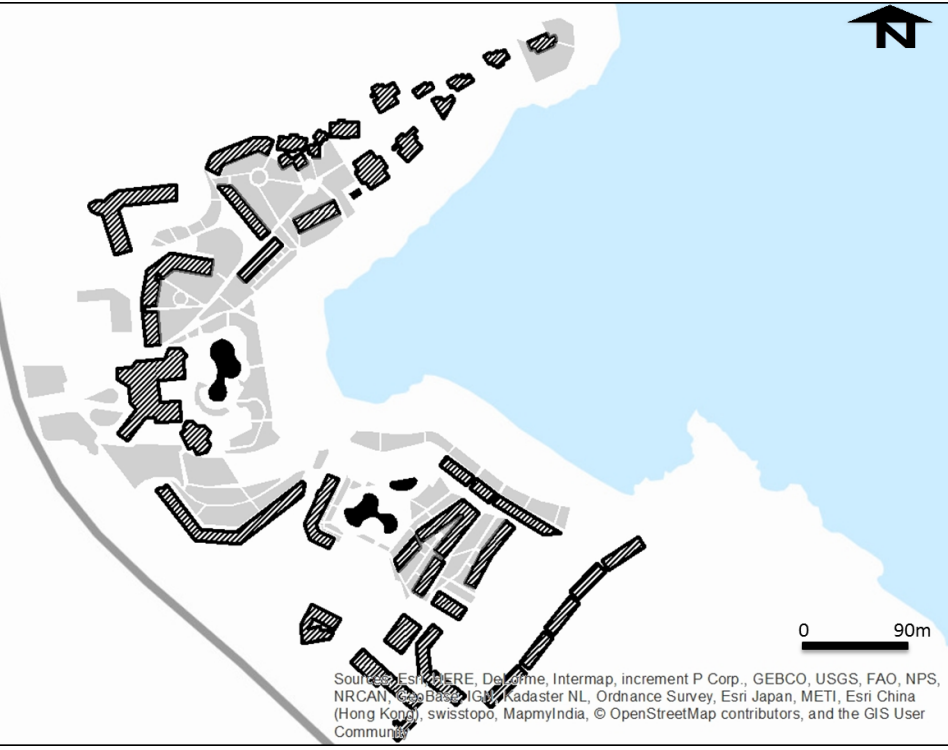 N
0 90m
Sources: Esri, HERE, DeLorme, Intermap, increment P Corp., GEBCO, USGS, FAO, NPS,
NRCAN, GeoBase, IGN, Kadaster NL, Ordnance Survey, Esri Japan, METI, Esri China
(Hong Kong), swisstopo, MapmyIndia, © OpenStreetMap contributors, and the GIS User
Community